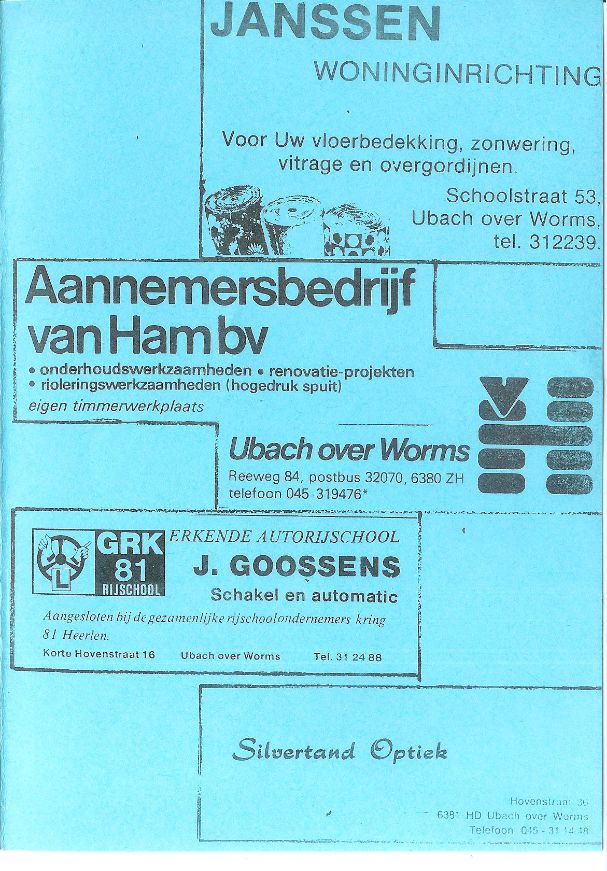 JANSSEN
WONINGINRICHTING
Voor Uw vloerbedekking, zonwering,
vitrage en overgordijnen.
Schoolstraat 53,
Ubach over Worms,
tel. 312239.
Aannemersbedrijf
van Ham bv
• onderhoudswerkzaamheden • renovatie-projekten
• rioleringswerkzaamheden (hogedruk spuit)
eigen timmerwerkplaats
Ubach over Worms
Reeweg 84, postbus 32070, 6380 ZH
telefoon 045-319476*
L
GRK
81
RIJSCHOOL
ERKENDE AUTORIJSCHOOL
J. GOOSSENS
Schakel en automatic
Aangesloten bij de gezamenlijke rijschoolondernemers kring
81 Heerlen.
Korte Hovenstraat 16 Ubach over Worms Tel. 31 24 88
Silvertand Optiek
Hovenstraat 36
6381 HD Ubach over Worms
Telefoon 045 - 31 14 48